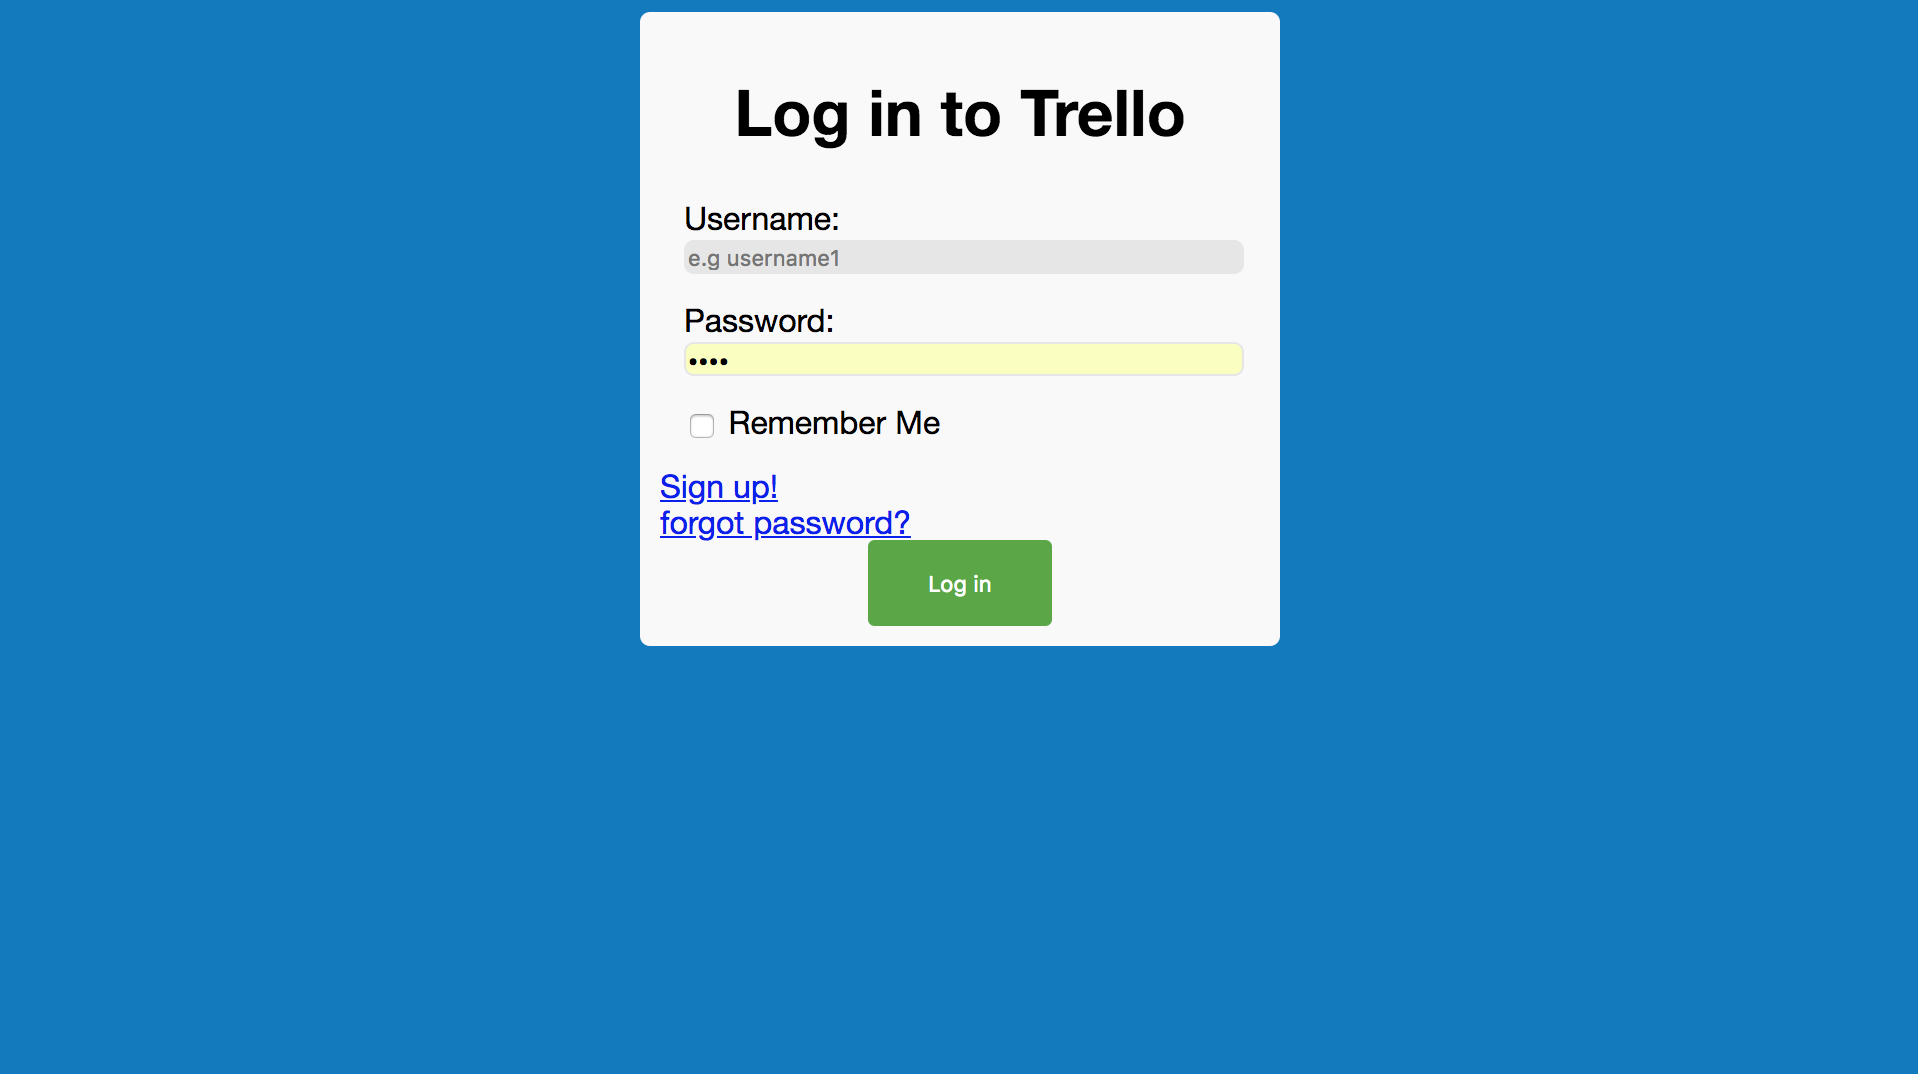 Log in to Trello
Username:
e.g username1
Password:
••••
Remember Me
Sign up!
forgot password?
Log in